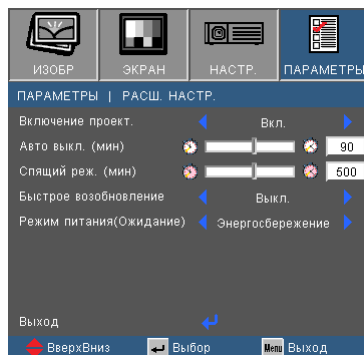 ИЗОБР ЭКРАН НАСТР. ПАРАМЕТРЫ
ПАРАМЕТРЫ | РАСШ. НАСТР.
Включение проект. Вкл.
Авто выкл. (мин) 90
Спящий реж. (мин) 500
Быстрое возобновление Выкл.
Режим питания(Ожидание) Энергосбережение
Выход
ВверхВниз Выбор Menu Выход